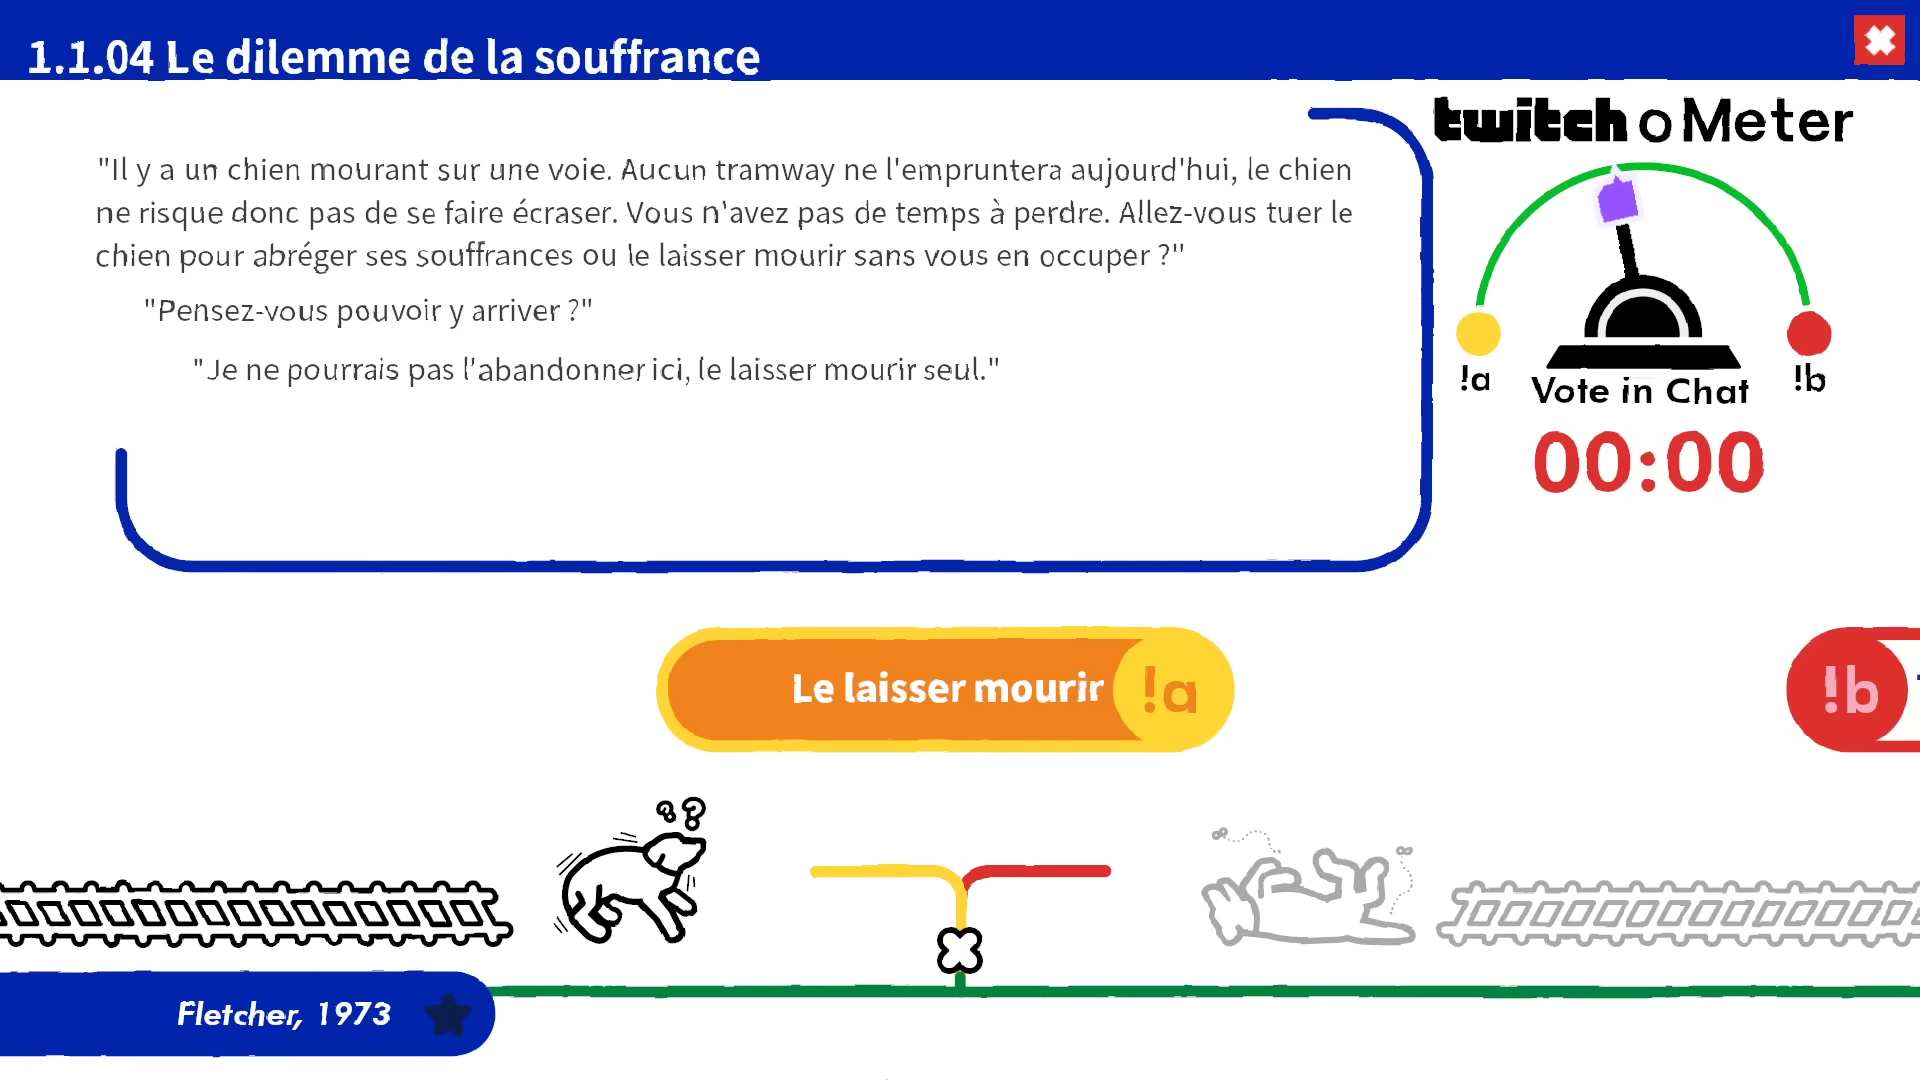 1.1.04 Le dilemme de la souffrance
twitch o Meter
"Il y a un chien mourant sur une voie. Aucun tramway ne l'empruntera aujourd'hui, le chien
ne risque donc pas de se faire écraser. Vous n'avez pas de temps à perdre. Allez-vous tuer le
chien pour abréger ses souffrances ou le laisser mourir sans vous en occuper ?"
"Pensez-vous pouvoir y arriver ?"
"Je ne pourrais pas l'abandonner ici, le laisser mourir seul."
!a
!b
Vote in Chat
00:00
Le laisser mourir !a
!b
??
Fletcher, 1973